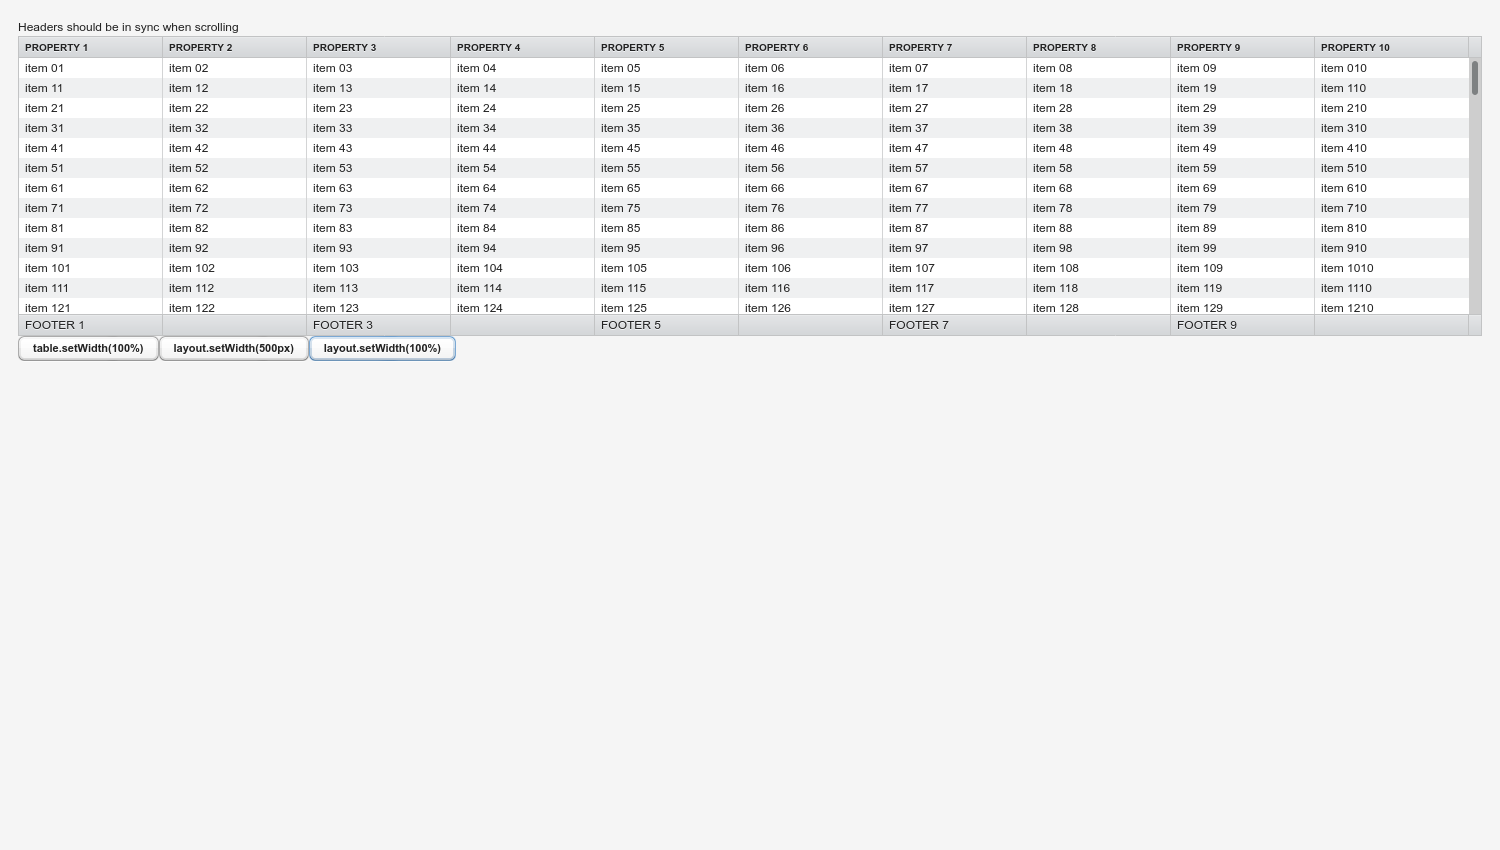 Headers should be in sync when scrolling
PROPERTY 1 PROPERTY 2 PROPERTY 3 PROPERTY 4 PROPERTY 5 PROPERTY 6 PROPERTY 7 PROPERTY 8 PROPERTY 9 PROPERTY 10
item 01 item 02 item 03 item 04 item 05 item 06 item 07 item 08 item 09 item 010
item 11 item 12 item 13 item 14 item 15 item 16 item 17 item 18 item 19 item 110
item 21 item 22 item 23 item 24 item 25 item 26 item 27 item 28 item 29 item 210
item 31 item 32 item 33 item 34 item 35 item 36 item 37 item 38 item 39 item 310
item 41 item 42 item 43 item 44 item 45 item 46 item 47 item 48 item 49 item 410
item 51 item 52 item 53 item 54 item 55 item 56 item 57 item 58 item 59 item 510
item 61 item 62 item 63 item 64 item 65 item 66 item 67 item 68 item 69 item 610
item 71 item 72 item 73 item 74 item 75 item 76 item 77 item 78 item 79 item 710
item 81 item 82 item 83 item 84 item 85 item 86 item 87 item 88 item 89 item 810
item 91 item 92 item 93 item 94 item 95 item 96 item 97 item 98 item 99 item 910
item 101 item 102 item 103 item 104 item 105 item 106 item 107 item 108 item 109 item 1010
item 111 item 112 item 113 item 114 item 115 item 116 item 117 item 118 item 119 item 1110
item 121 item 122 item 123 item 124 item 125 item 126 item 127 item 128 item 129 item 1210
FOOTER 1 FOOTER 3 FOOTER 5 FOOTER 7 FOOTER 9
table.setWidth(100%) layout.setWidth(500px) layout.setWidth(100%)